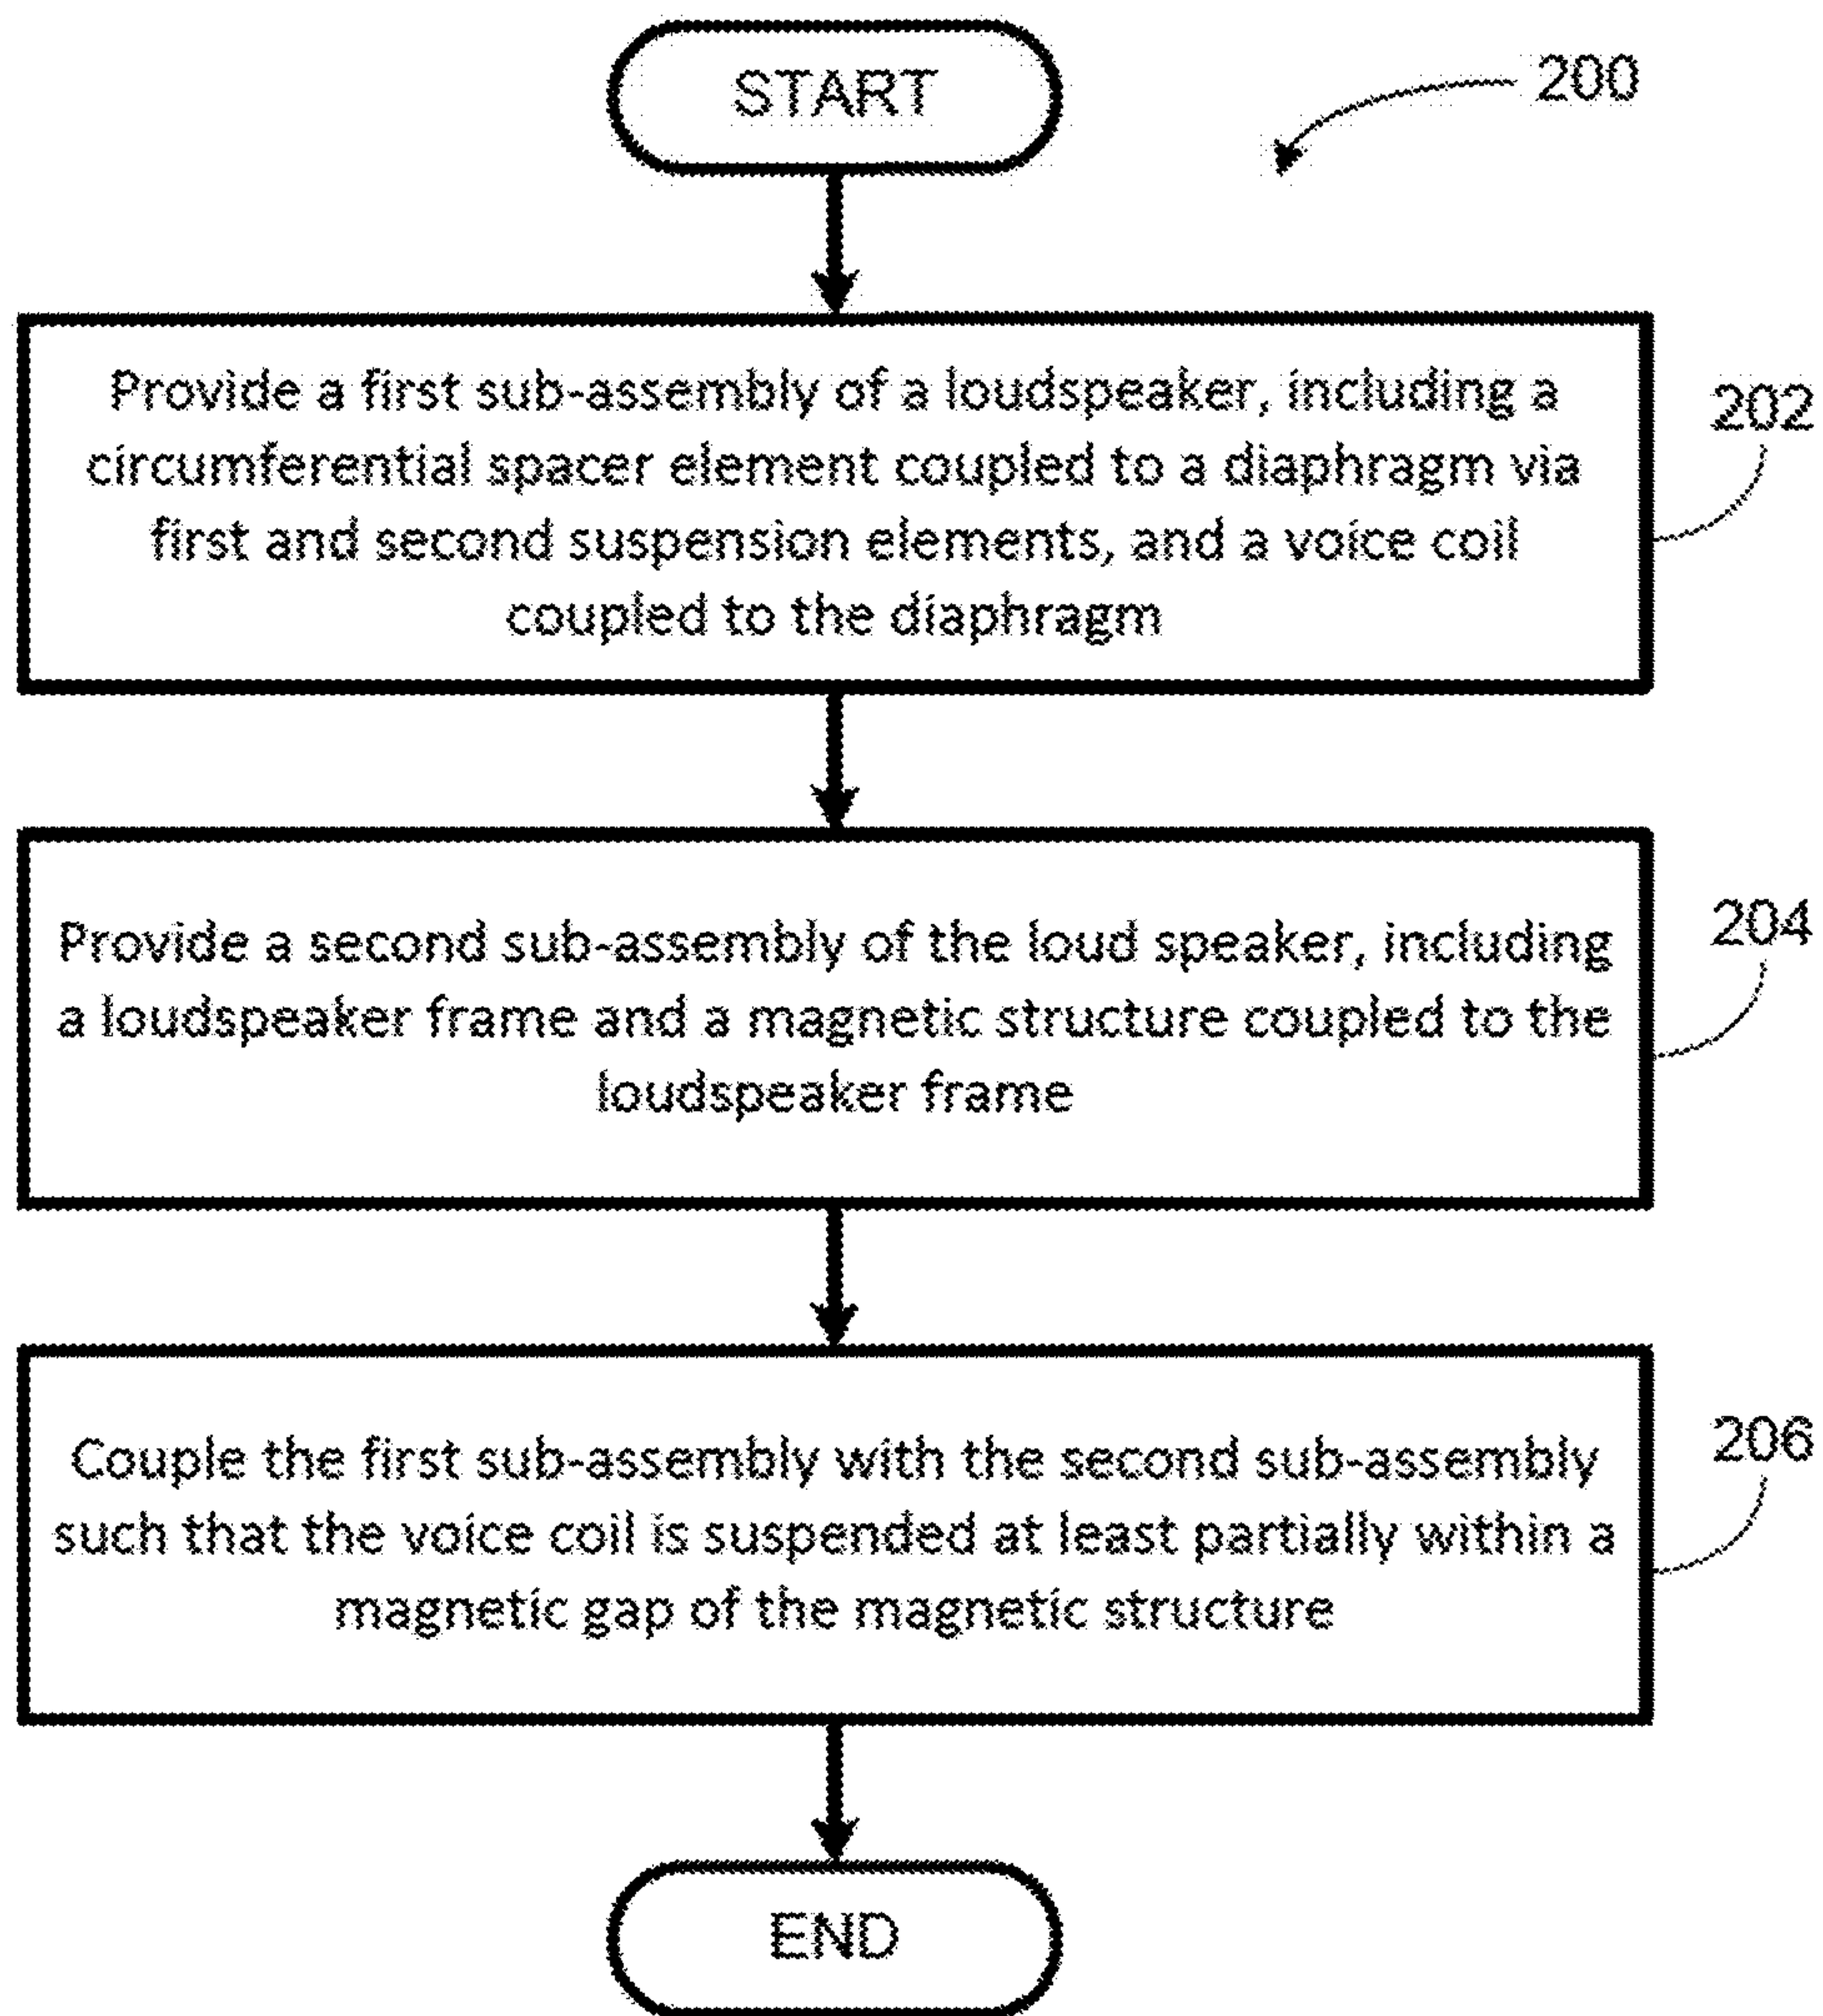 START
200
Provide a first sub-assembly of a loudspeaker, including a
circumferential spacer element coupled to a diaphragm via
first and second suspension elements, and a voice coil
coupled to the diaphragm
202
Provide a second sub-assembly of the loud speaker, including
a loudspeaker frame and a magnetic structure coupled to the
loudspeaker frame
204
Couple the first sub-assembly with the second sub-assembly
such that the voice coil is suspended at least partially within a
magnetic gap of the magnetic structure
206
END